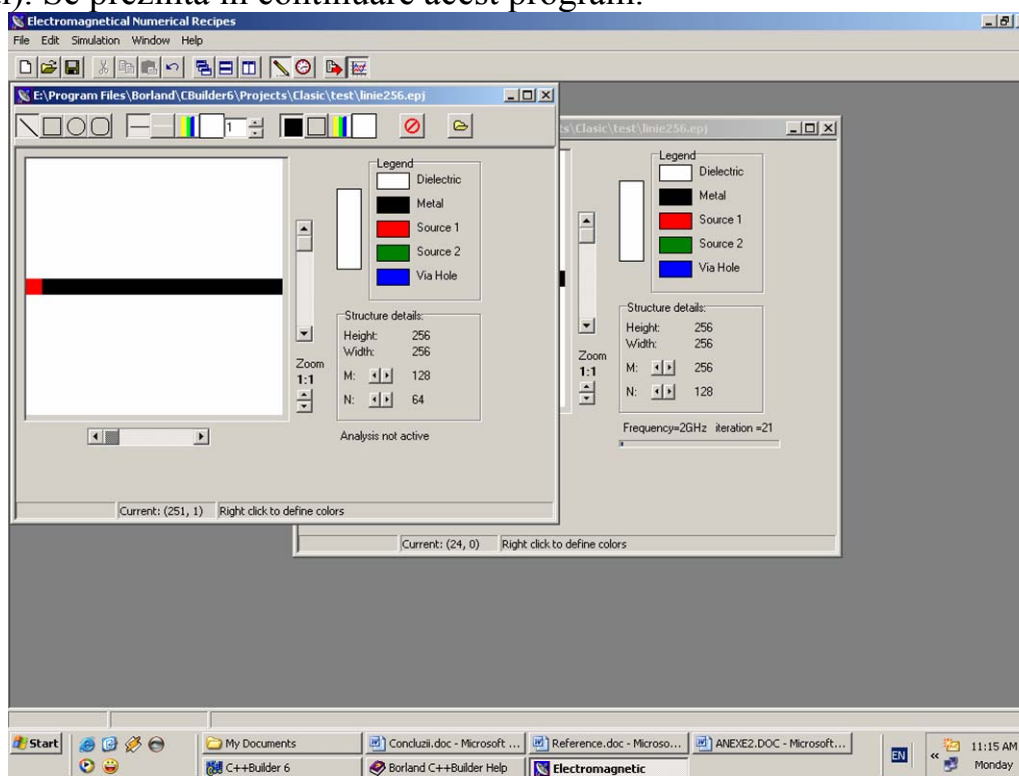 Se prezintă în continuare acest program.
Electromagnetical Numerical Recipes
File Edit Simulation Window Help
E:\Program Files\Borland\CBuilder6\Projects\Clasic\test\linie256.epj
1
Legend
Dielectric
Metal
Source 1
Source 2
Via Hole
Structure details:
Height: 256
Width: 256
M: 128
N: 64
Zoom
1:1
Analysis not active
Current: (251, 1) Right click to define colors
ts\Clasic\test\linie256.epj
Legend
Dielectric
Metal
Source 1
Source 2
Via Hole
Structure details:
Height: 256
Width: 256
M: 256
N: 128
Zoom
1:1
Frequency=2GHz iteration =21
Current: (24, 0) Right click to define colors
Start
My Documents
Concluzii.doc - Microsoft ...
Reference.doc - Microso...
ANEXE2.DOC - Microsoft...
C++Builder 6
Borland C++Builder Help
Electromagnetic
EN
«
11:15 AM
Monday